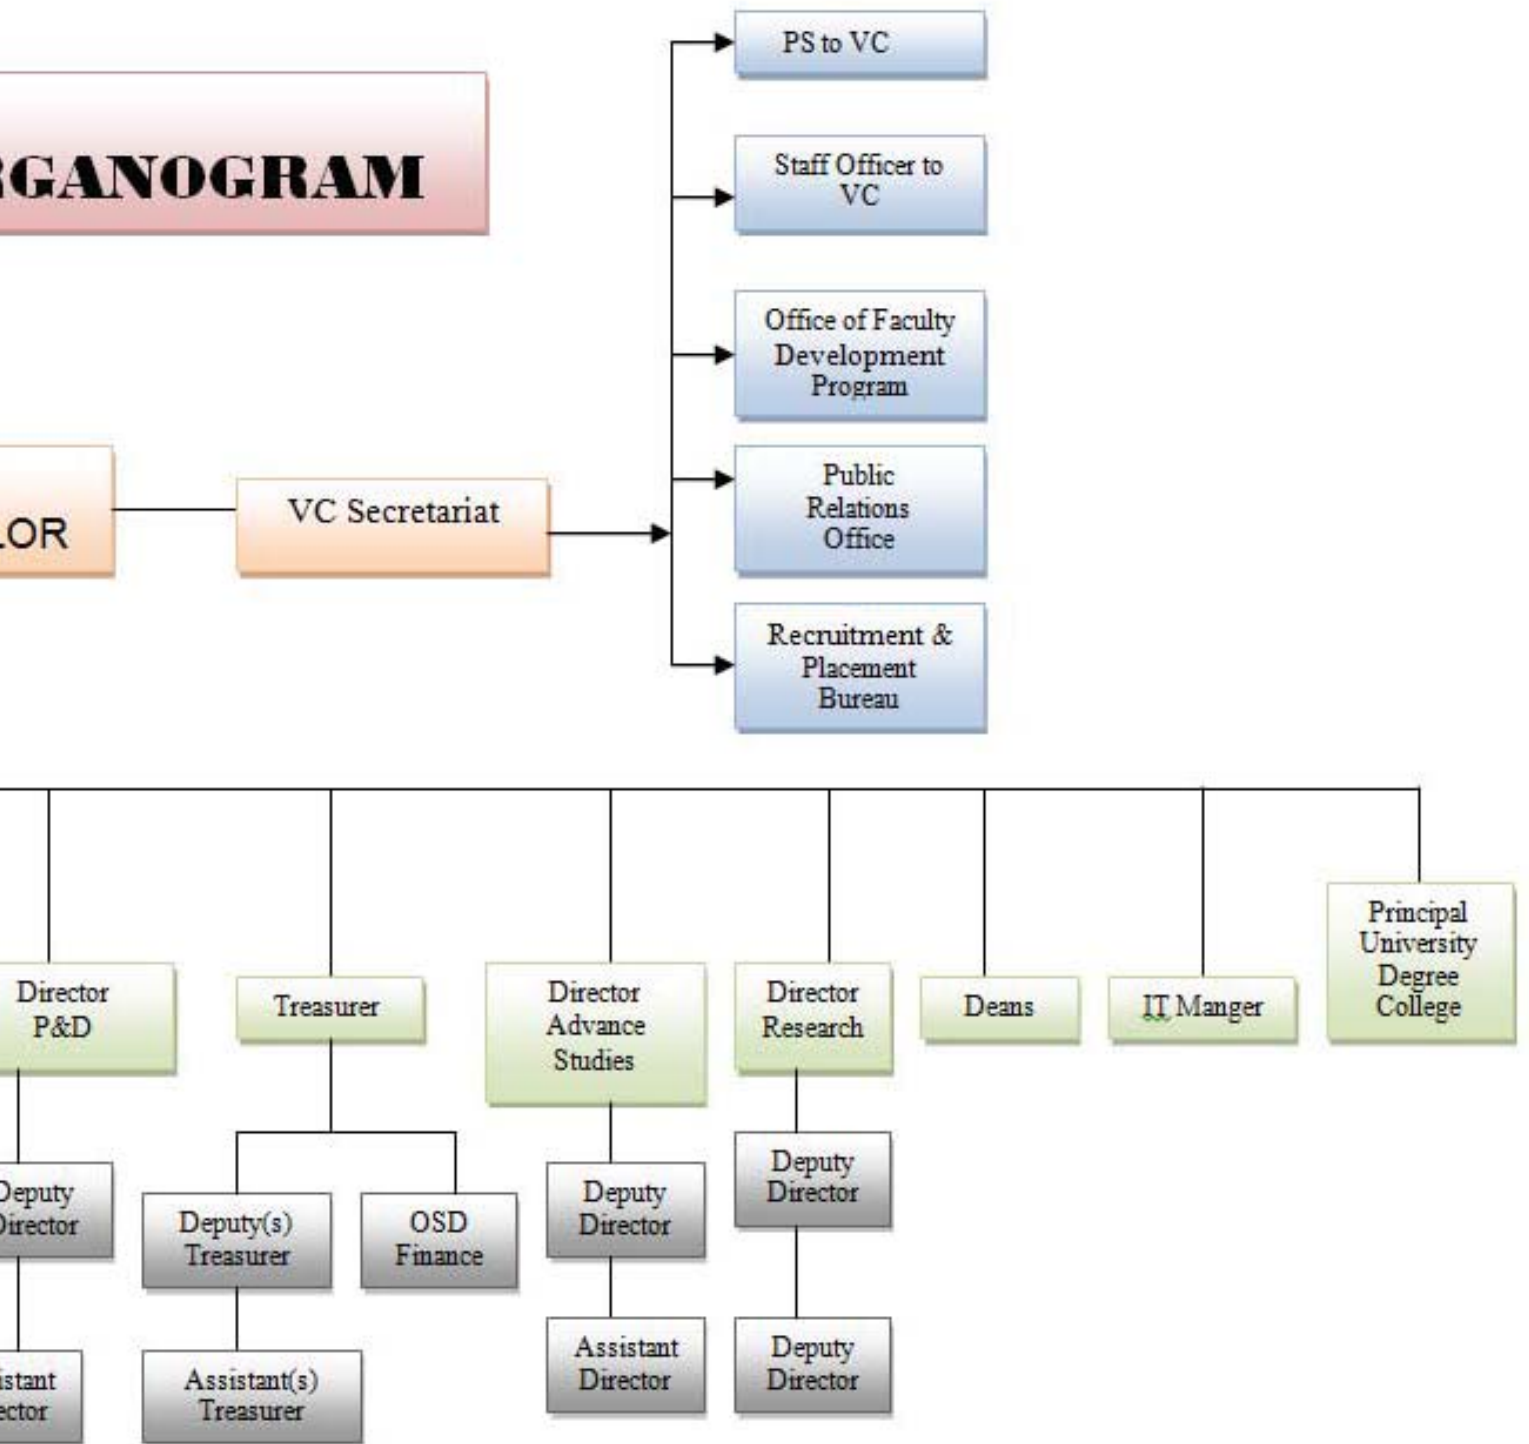 PS to VC
RGANOGRAM
Staff Officer to
VC
Office of Faculty
Development
Program
Public
Relations
Office
LOR
VC Secretariat
Recruitment &
Placement
Bureau
Director
P&D
Treasurer
Director
Advance
Studies
Director
Research
Deans
IT Manger
Principal
University
Degree
College
Deputy
Director
Deputy(s)
Treasurer
OSD
Finance
Deputy
Director
Deputy
Director
istant
ector
Assistant(s)
Treasurer
Assistant
Director
Deputy
Director